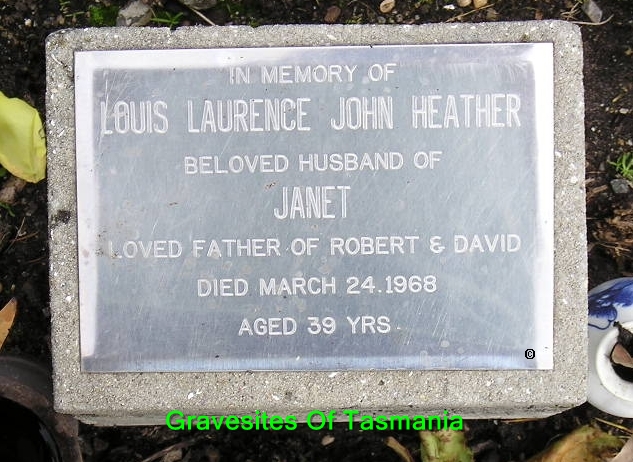 IN MEMORY OF
LOUIS LAURENCE JOHN HEATHER
BELOVED HUSBAND OF
JANET
LOVED FATHER OF ROBERT & DAVID
DIED MARCH 24.1968
AGED 39 YRS.
©
Gravesites Of Tasmania